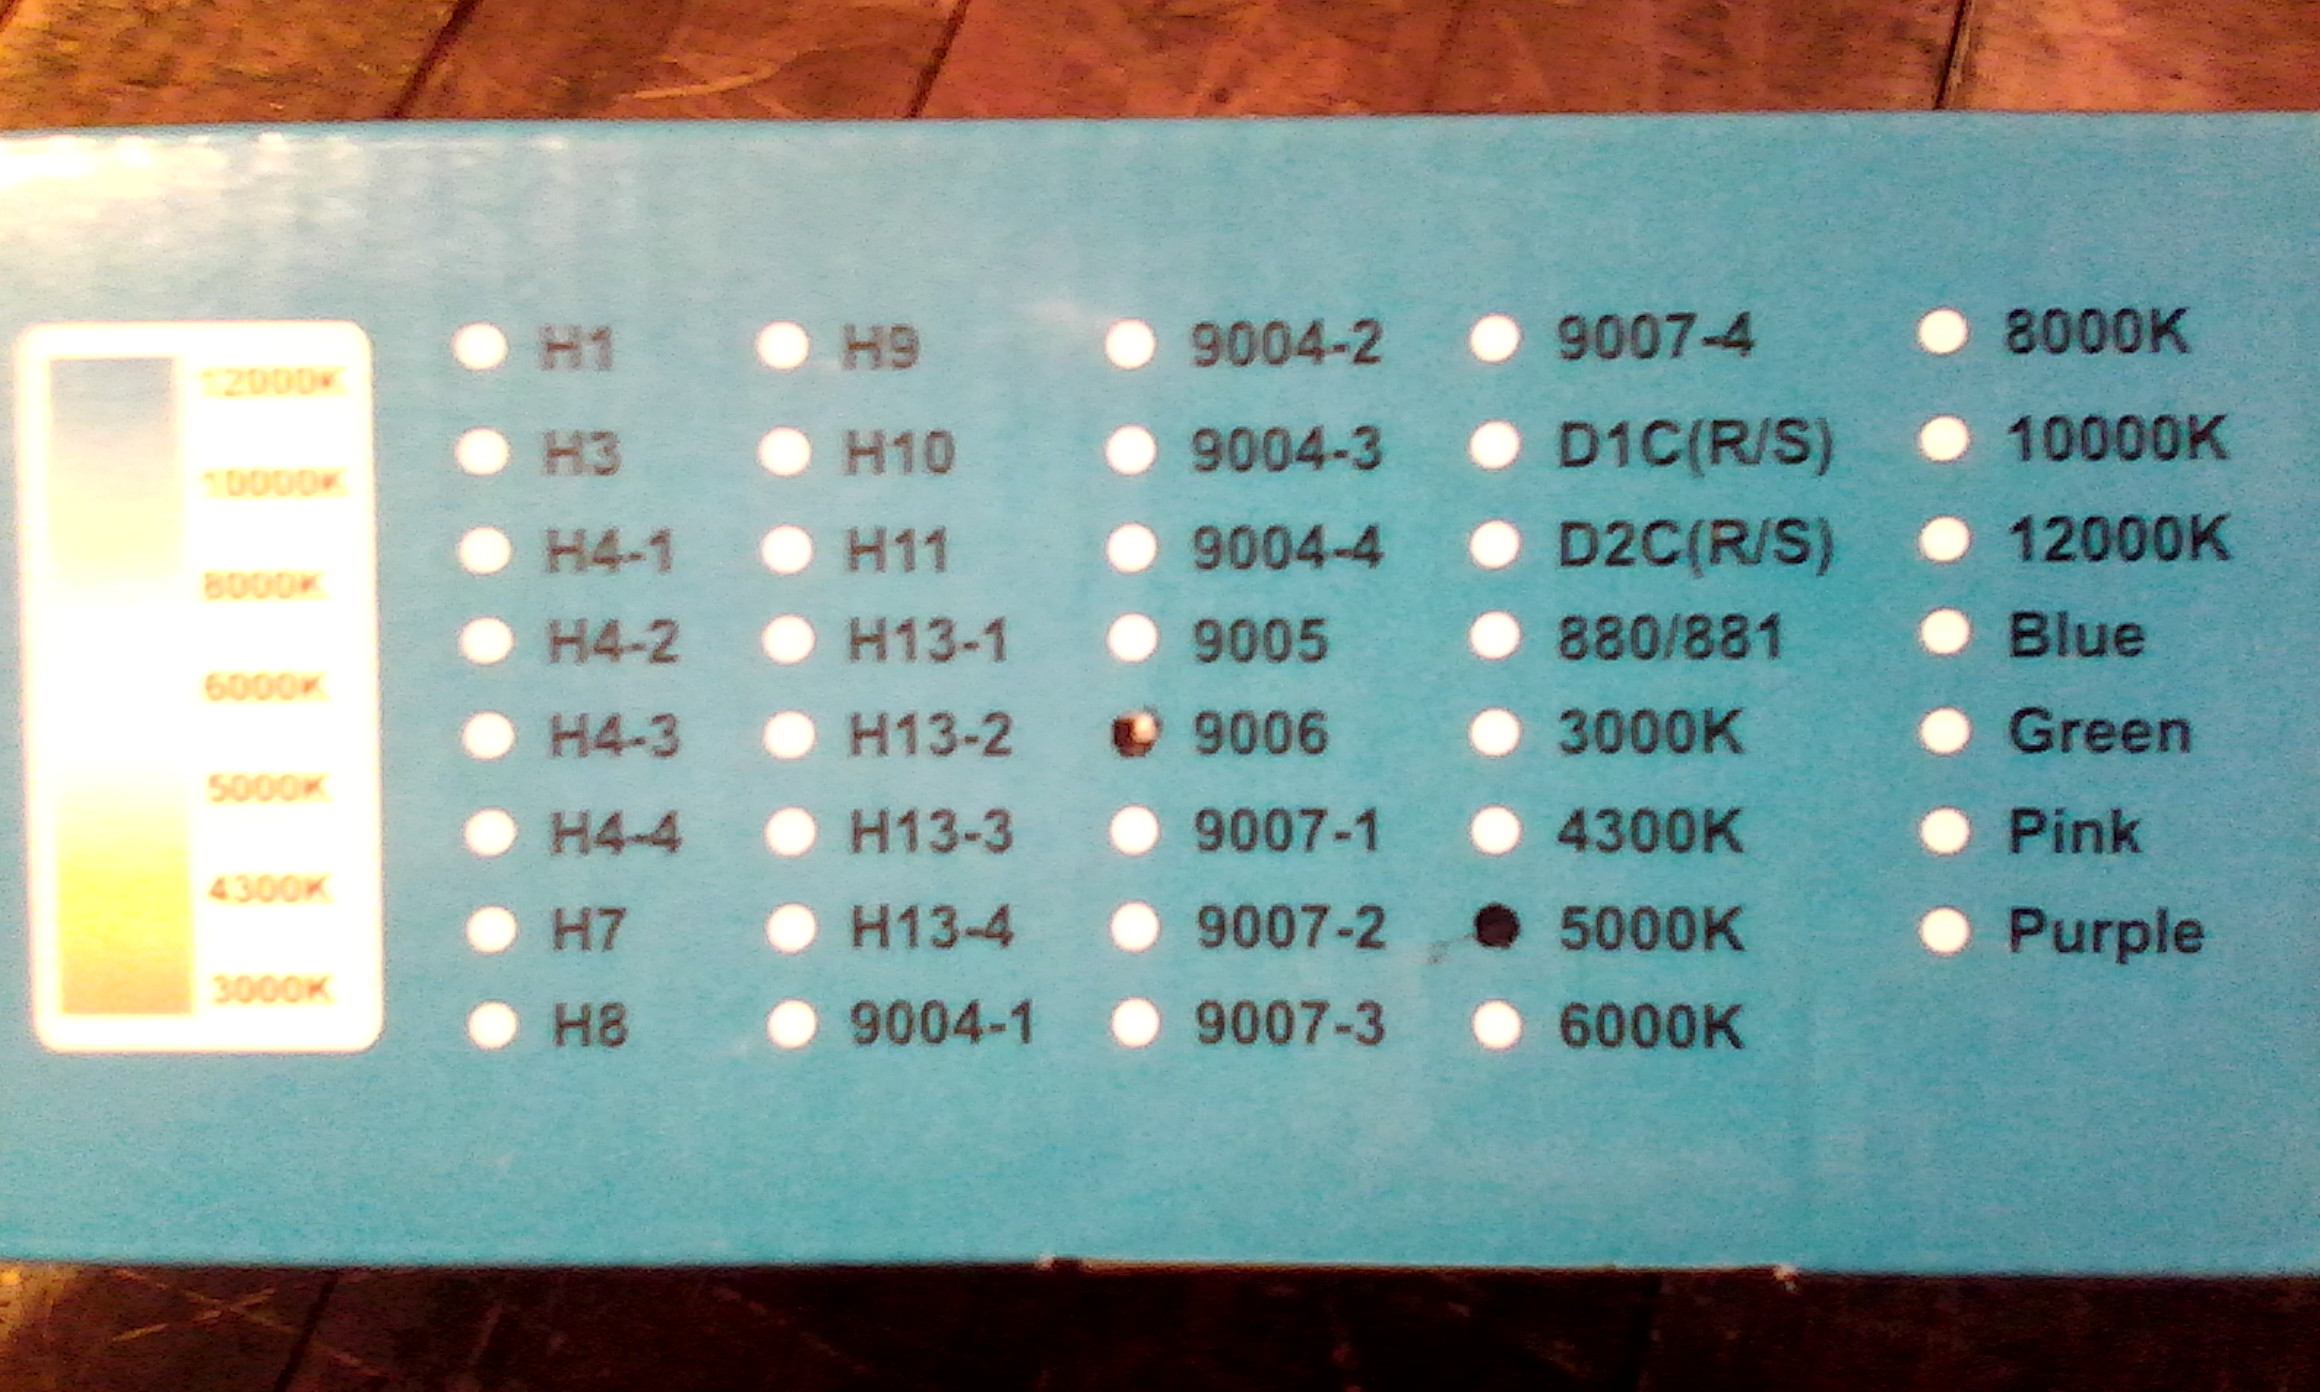 12000K
10000K
8000K
6000K
5000K
4300K
3000K
H1
H3
H4-1
H4-2
H4-3
H4-4
H7
H8
H9
H10
H11
H13-1
H13-2
H13-3
H13-4
9004-1
9004-2
9004-3
9004-4
9005
9006
9007-1
9007-2
9007-3
9007-4
D1C(R/S)
D2C(R/S)
880/881
3000K
4300K
5000K
6000K
8000K
10000K
12000K
Blue
Green
Pink
Purple